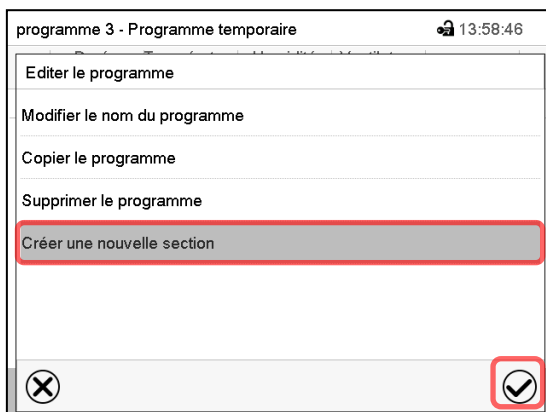 programme 3 - Programme temporaire 13:58:46
Editer le programme
Modifier le nom du programme
Copier le programme
Supprimer le programme
Créer une nouvelle section